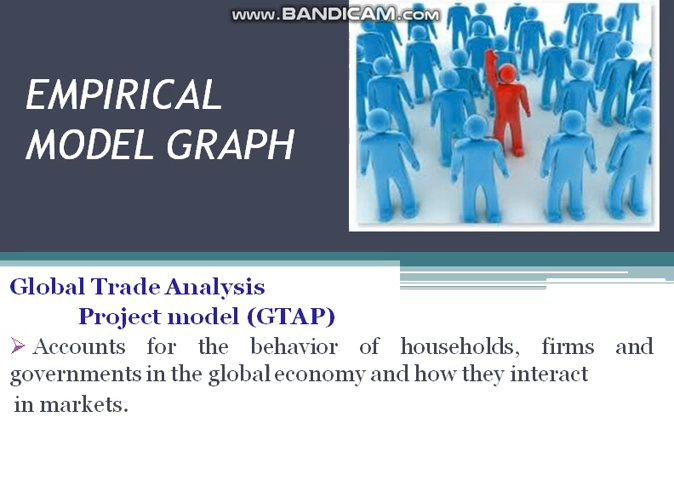 www.BANDICAM.com
EMPIRICAL
MODEL GRAPH
Global Trade Analysis
Project model (GTAP)
Accounts for the behavior of households, firms and
governments in the global economy and how they interact
in markets.